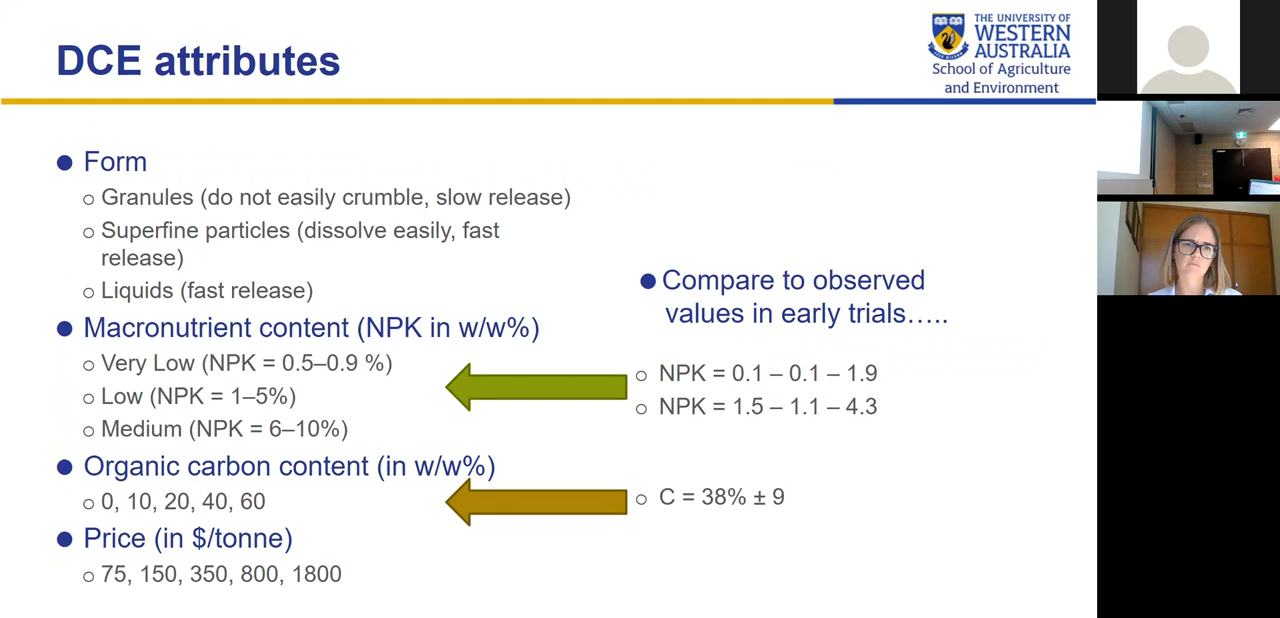 DCE attributes
THE UNIVERSITY OF
WESTERN
AUSTRALIA
School of Agriculture
and Environment
● Form
○ Granules (do not easily crumble, slow release)
○ Superfine particles (dissolve easily, fast
release)
○ Liquids (fast release)
● Macronutrient content (NPK in w/w%)
○ Very Low (NPK = 0.5–0.9 %)
○ Low (NPK = 1–5%)
○ Medium (NPK = 6–10%)
● Organic carbon content (in w/w%)
○ 0, 10, 20, 40, 60
● Price (in $/tonne)
○ 75, 150, 350, 800, 1800
● Compare to observed
values in early trials…..
○ NPK = 0.1 – 0.1 – 1.9
○ NPK = 1.5 – 1.1 – 4.3
○ C = 38% ± 9